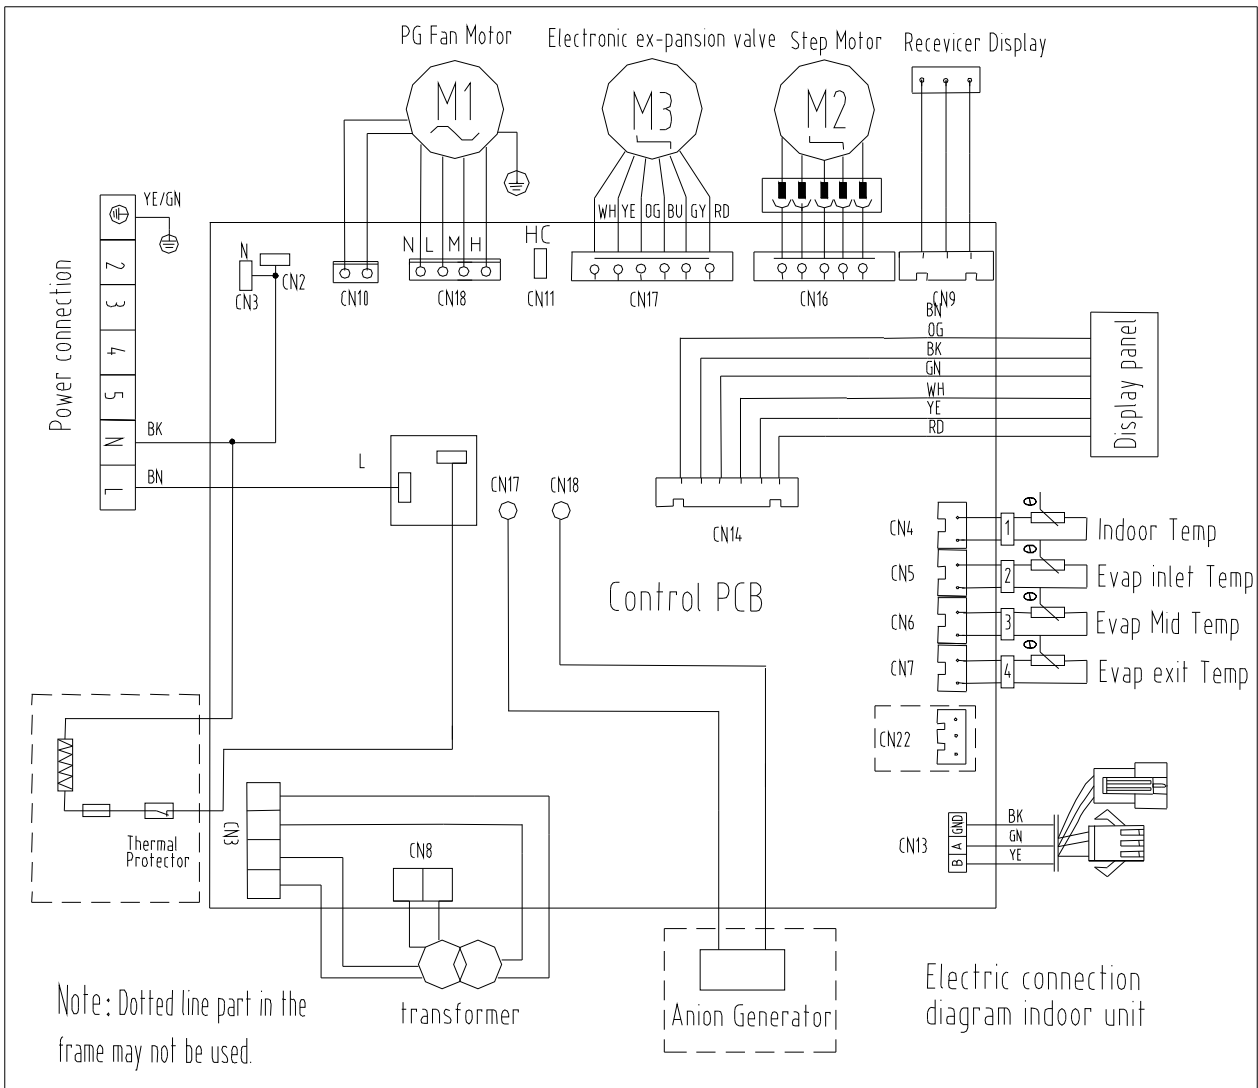 PG Fan Motor
Electronic ex-pansion valve
Step Motor
Recevicer Display
M1
M3
M2
YE/GN
WH YE OG BU GY RD
Power connection
2
3
4
5
N
L
N
CN3
CN2
N L M H
HC
CN10
CN18
CN11
CN17
CN16
CN9
BN
OG
BK
GN
WH
YE
RD
Display panel
BK
BN
L
CN17
CN18
CN14
Control PCB
CN4
1
θ
Indoor Temp
CN5
2
θ
Evap inlet Temp
CN6
3
θ
Evap Mid Temp
CN7
4
θ
Evap exit Temp
CN22
Thermal
Protector
CN3
CN8
CN13
GND
A
B
BK
GN
YE
transformer
Anion Generator
Electric connection
diagram indoor unit
Note: Dotted line part in the
frame may not be used.